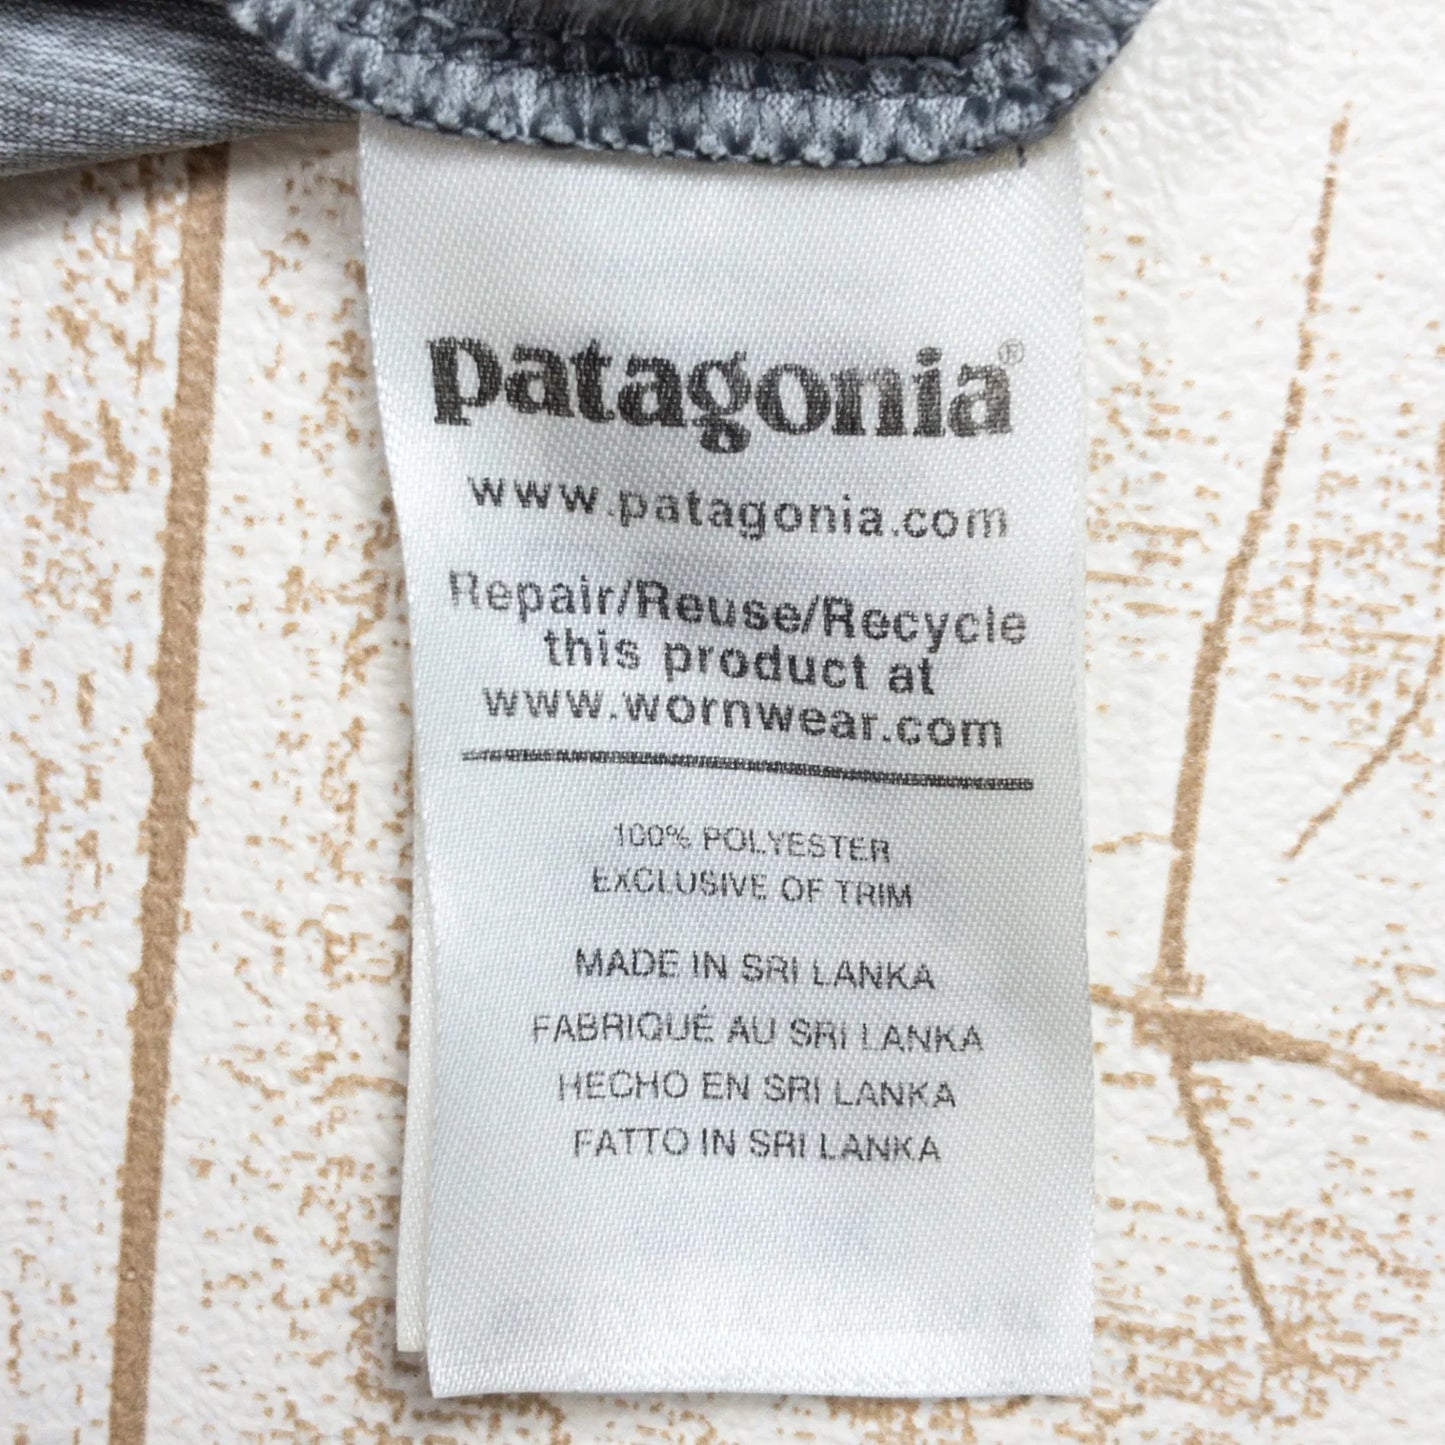 patagonia®
www.patagonia.com
Repair/Reuse/Recycle
this product at
www.wornwear.com
100% POLYESTER
EXCLUSIVE OF TRIM
MADE IN SRI LANKA
FABRIQUÉ AU SRI LANKA
HECHO EN SRI LANKA
FATTO IN SRI LANKA